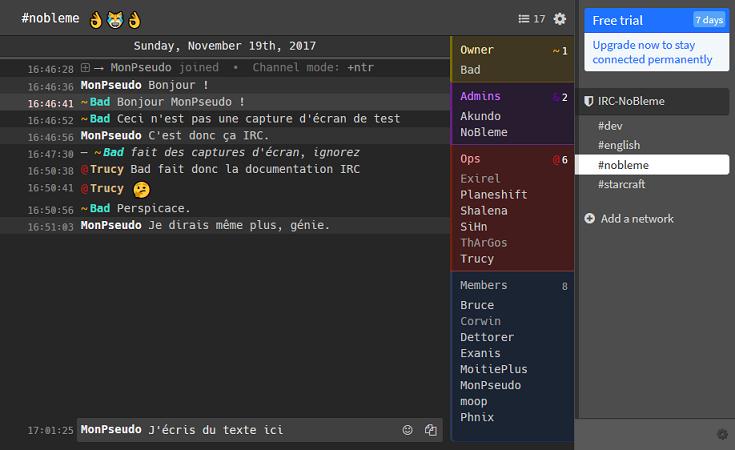 #nobleme 👌😹👌
17
Sunday, November 19th, 2017
16:46:28 → MonPseudo joined • Channel mode: +ntr
16:46:36 MonPseudo Bonjour !
16:46:41 ~Bad Bonjour MonPseudo !
16:46:52 ~Bad Ceci n'est pas une capture d'écran de test
16:46:56 MonPseudo C'est donc ça IRC.
16:47:30 — ~Bad fait des captures d'écran, ignorez
16:50:38 @Trucy Bad fait donc la documentation IRC
16:50:41 @Trucy 🤔
16:50:56 ~Bad Perspicace.
16:51:03 MonPseudo Je dirais même plus, génie.
17:01:25 MonPseudo J'écris du texte ici
Owner ~1
Bad
Admins &2
Akundo
NoBleme
Ops @6
Exirel
Planeshift
Shalena
SiHn
ThArGos
Trucy
Members 8
Bruce
Corwin
Dettorer
Exanis
MoitiePlus
MonPseudo
moop
Phnix
Free trial 7 days
Upgrade now to stay
connected permanently
IRC-NoBleme
#dev
#english
#nobleme
#starcraft
Add a network